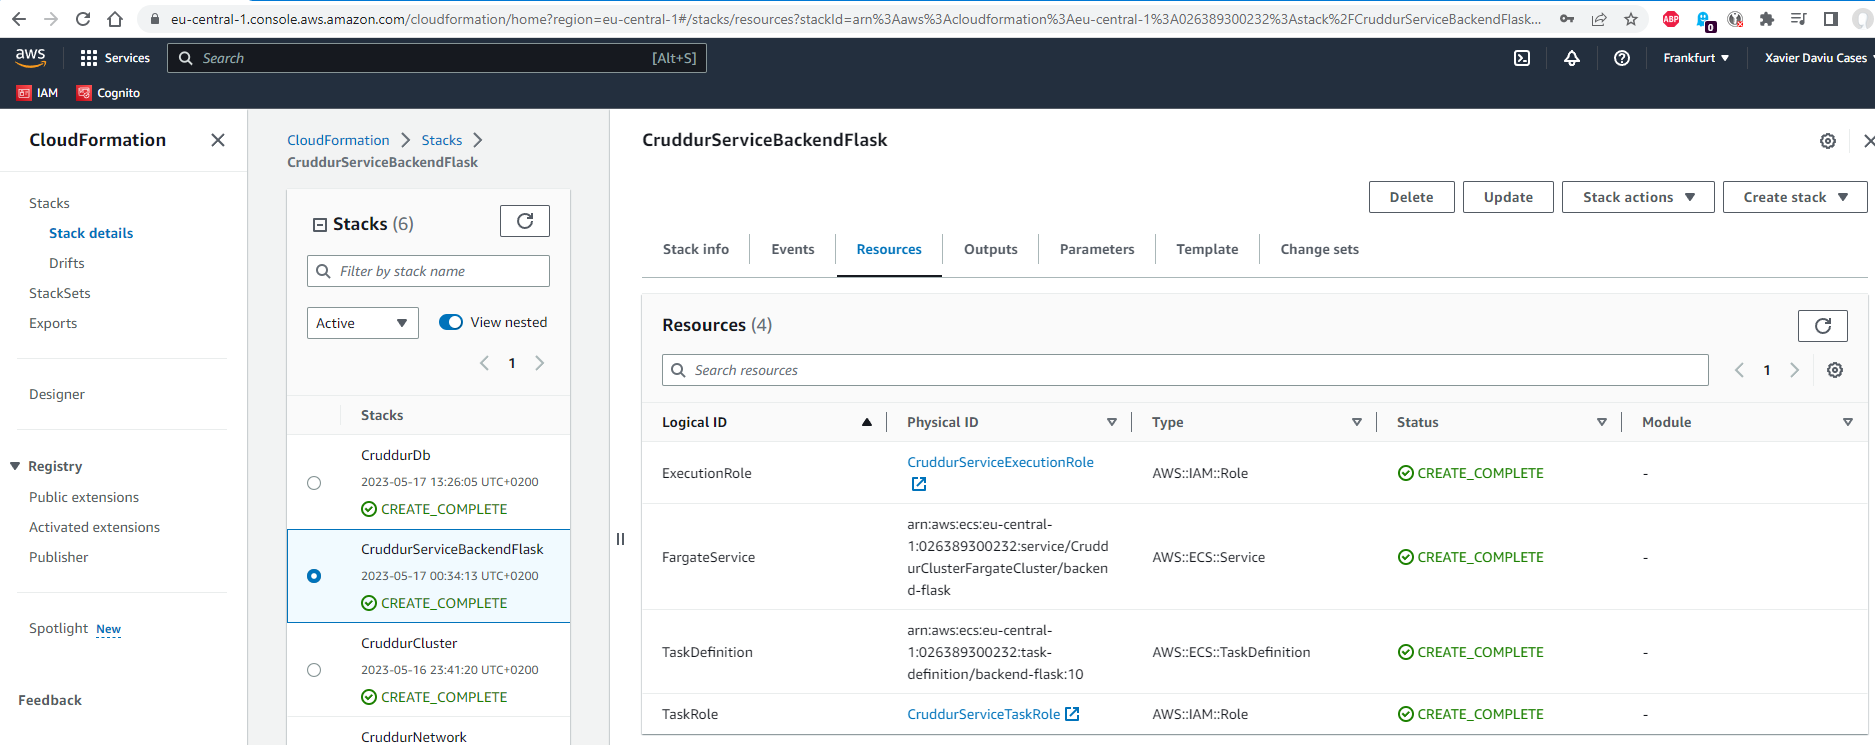 eu-central-1.console.aws.amazon.com/cloudformation/home?region=eu-central-1#/stacks/resources?stackId=arn%3Aaws%3Acloudformation%3Aeu-central-1%3A026389300232%3Astack%2FCruddurServiceBackendFlask...
ABP
0
aws
Services
Search
[Alt+S]
Frankfurt
Xavier Daviu Cases
IAM
Cognito
CloudFormation
Stacks
Stack details
Drifts
StackSets
Exports
Designer
Registry
Public extensions
Activated extensions
Publisher
Spotlight New
Feedback
CloudFormation
Stacks
CruddurServiceBackendFlask
Stacks (6)
Filter by stack name
Active
View nested
1
Stacks
CruddurDb
2023-05-17 13:26:05 UTC+0200
CREATE_COMPLETE
CruddurServiceBackendFlask
2023-05-17 00:34:13 UTC+0200
CREATE_COMPLETE
CruddurCluster
2023-05-16 23:41:20 UTC+0200
CREATE_COMPLETE
CruddurNetwork
CruddurServiceBackendFlask
Delete
Update
Stack actions
Create stack
Stack info
Events
Resources
Outputs
Parameters
Template
Change sets
Resources (4)
Search resources
1
Logical ID
Physical ID
Type
Status
Module
ExecutionRole
CruddurServiceExecutionRole
AWS::IAM::Role
CREATE_COMPLETE
-
FargateService
arn:aws:ecs:eu-central-
1:026389300232:service/Crudd
urClusterFargateCluster/backen
d-flask
AWS::ECS::Service
CREATE_COMPLETE
-
TaskDefinition
arn:aws:ecs:eu-central-
1:026389300232:task-
definition/backend-flask:10
AWS::ECS::TaskDefinition
CREATE_COMPLETE
-
TaskRole
CruddurServiceTaskRole
AWS::IAM::Role
CREATE_COMPLETE
-